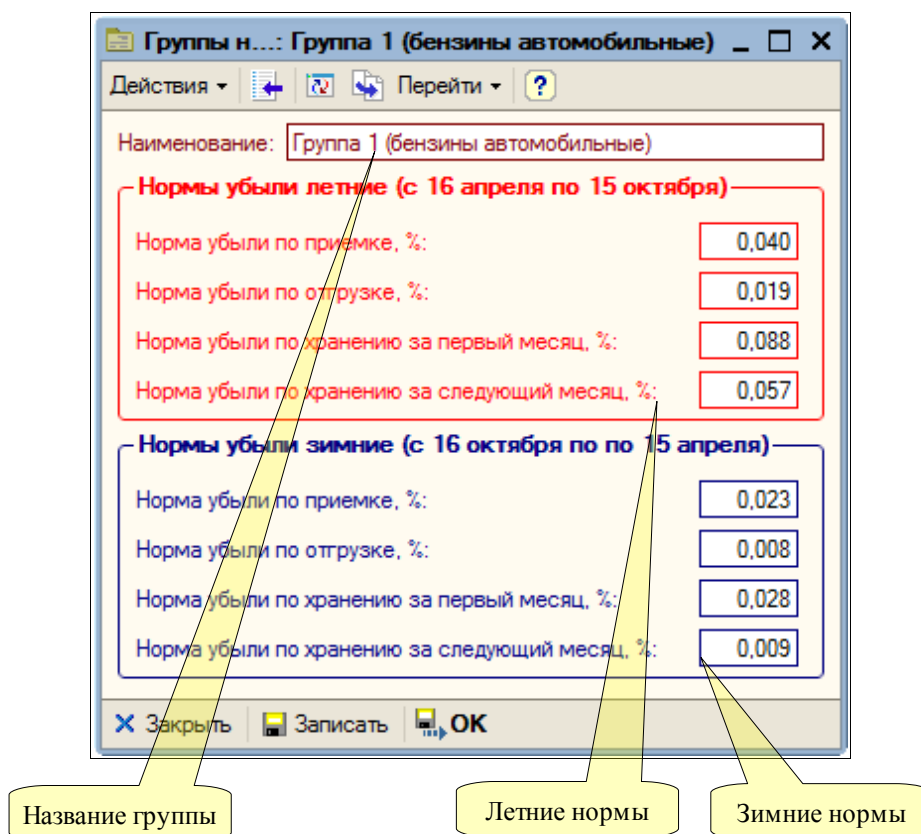 Группы н...: Группа 1 (бензины автомобильные)
Действия Перейти ?
Наименование: Группа 1 (бензины автомобильные)
Нормы убыли летние (с 16 апреля по 15 октября)
Норма убыли по приемке, %: 0,040
Норма убыли по отгрузке, %: 0,019
Норма убыли по хранению за первый месяц, %: 0,088
Норма убыли по хранению за следующий месяц, %: 0,057
Нормы убыли зимние (с 16 октября по по 15 апреля)
Норма убыли по приемке, %: 0,023
Норма убыли по отгрузке, %: 0,008
Норма убыли по хранению за первый месяц, %: 0,028
Норма убыли по хранению за следующий месяц, %: 0,009
Закрыть Записать OK
Название группы Летние нормы Зимние нормы